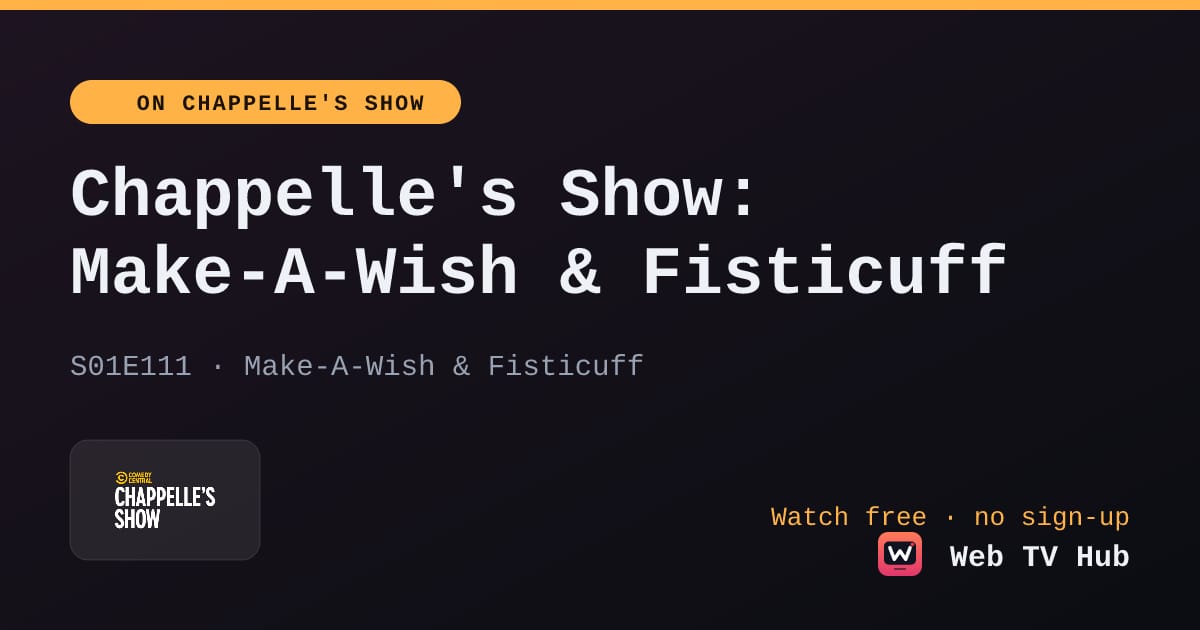 ON CHAPPELLE'S SHOW
Chappelle's Show:
Make-A-Wish & Fisticuff
S01E111 · Make-A-Wish & Fisticuff
COMEDY
CENTRAL
CHAPPELLE'S
SHOW
Watch free · no sign-up
W Web TV Hub